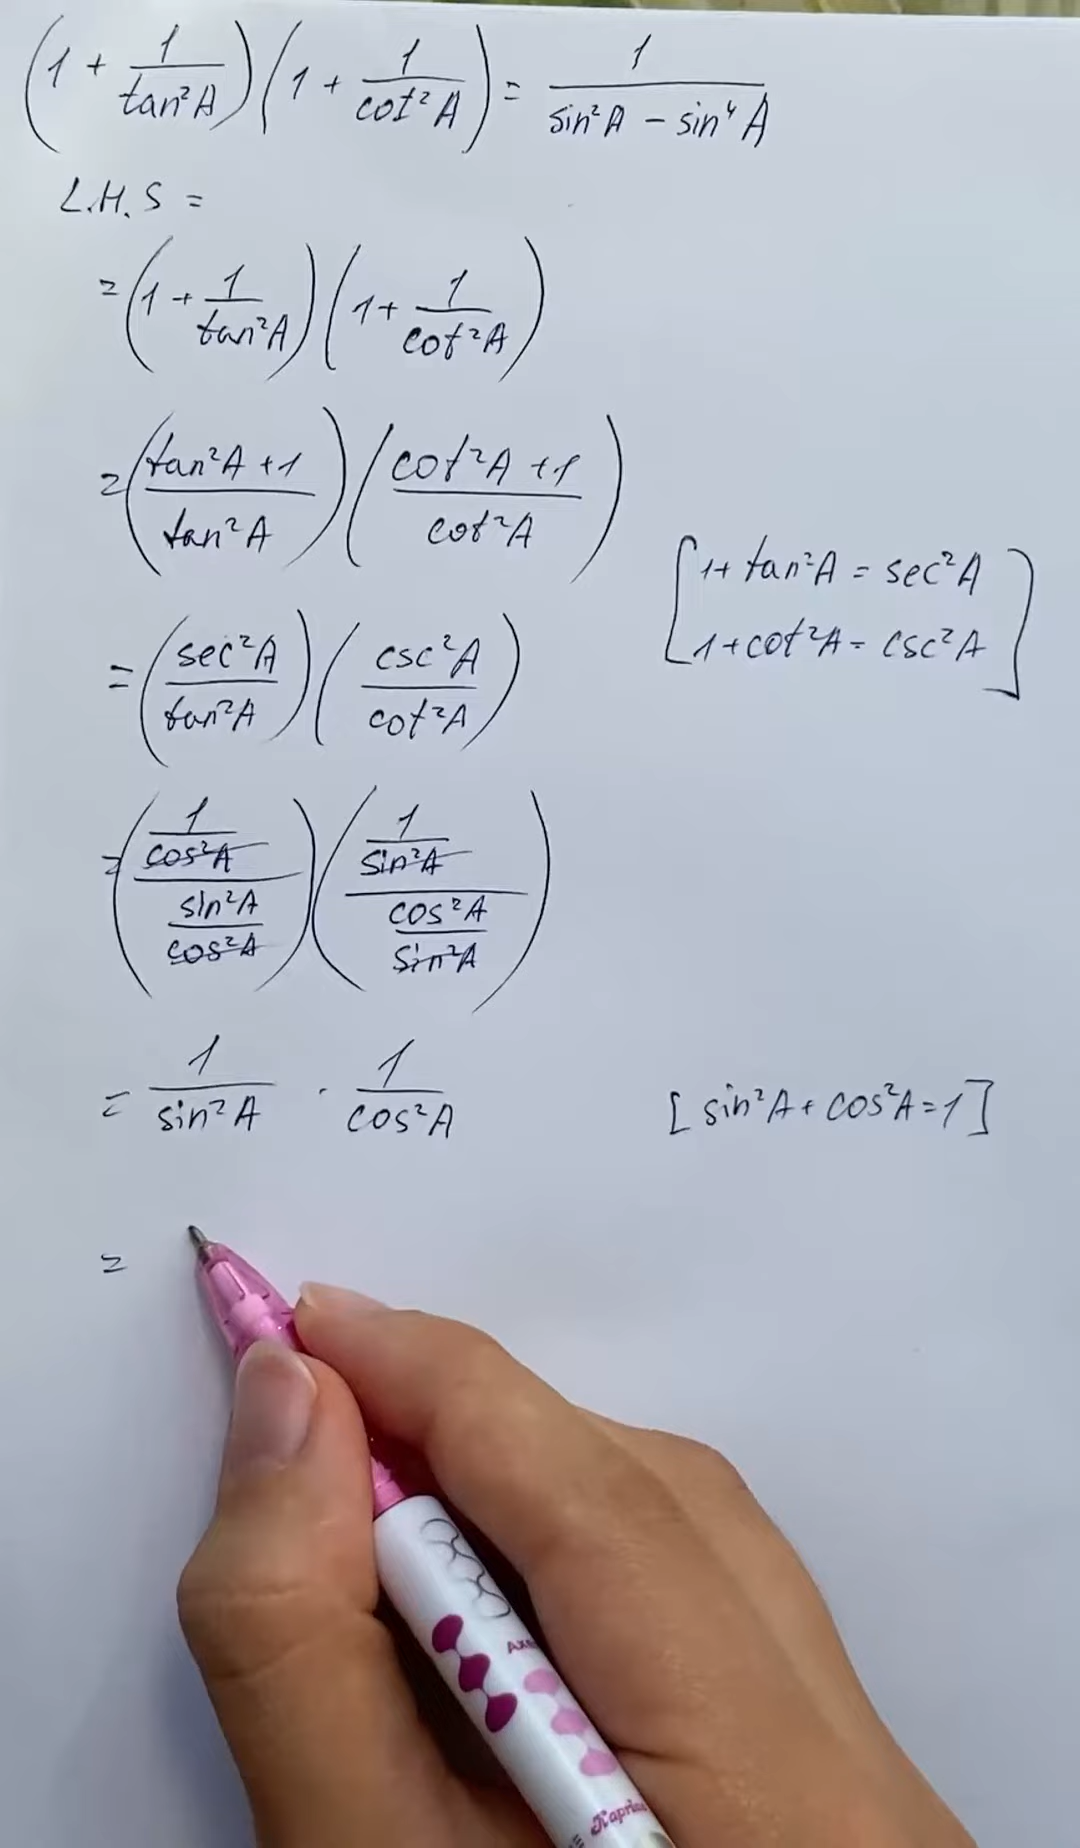 (1 + 1/tan²A)(1 + 1/cot²A) = 1/(sin²A - sin⁴A)
L.H.S =
= (1 + 1/tan²A)(1 + 1/cot²A)
= ((tan²A + 1)/tan²A)((cot²A + 1)/cot²A)
[1 + tan²A = sec²A
1 + cot²A = csc²A]
= (sec²A/tan²A)(csc²A/cot²A)
= ((1/cos²A)/(sin²A/cos²A))((1/sin²A)/(cos²A/sin²A))
= 1/sin²A · 1/cos²A [sin²A + cos²A = 1]
=